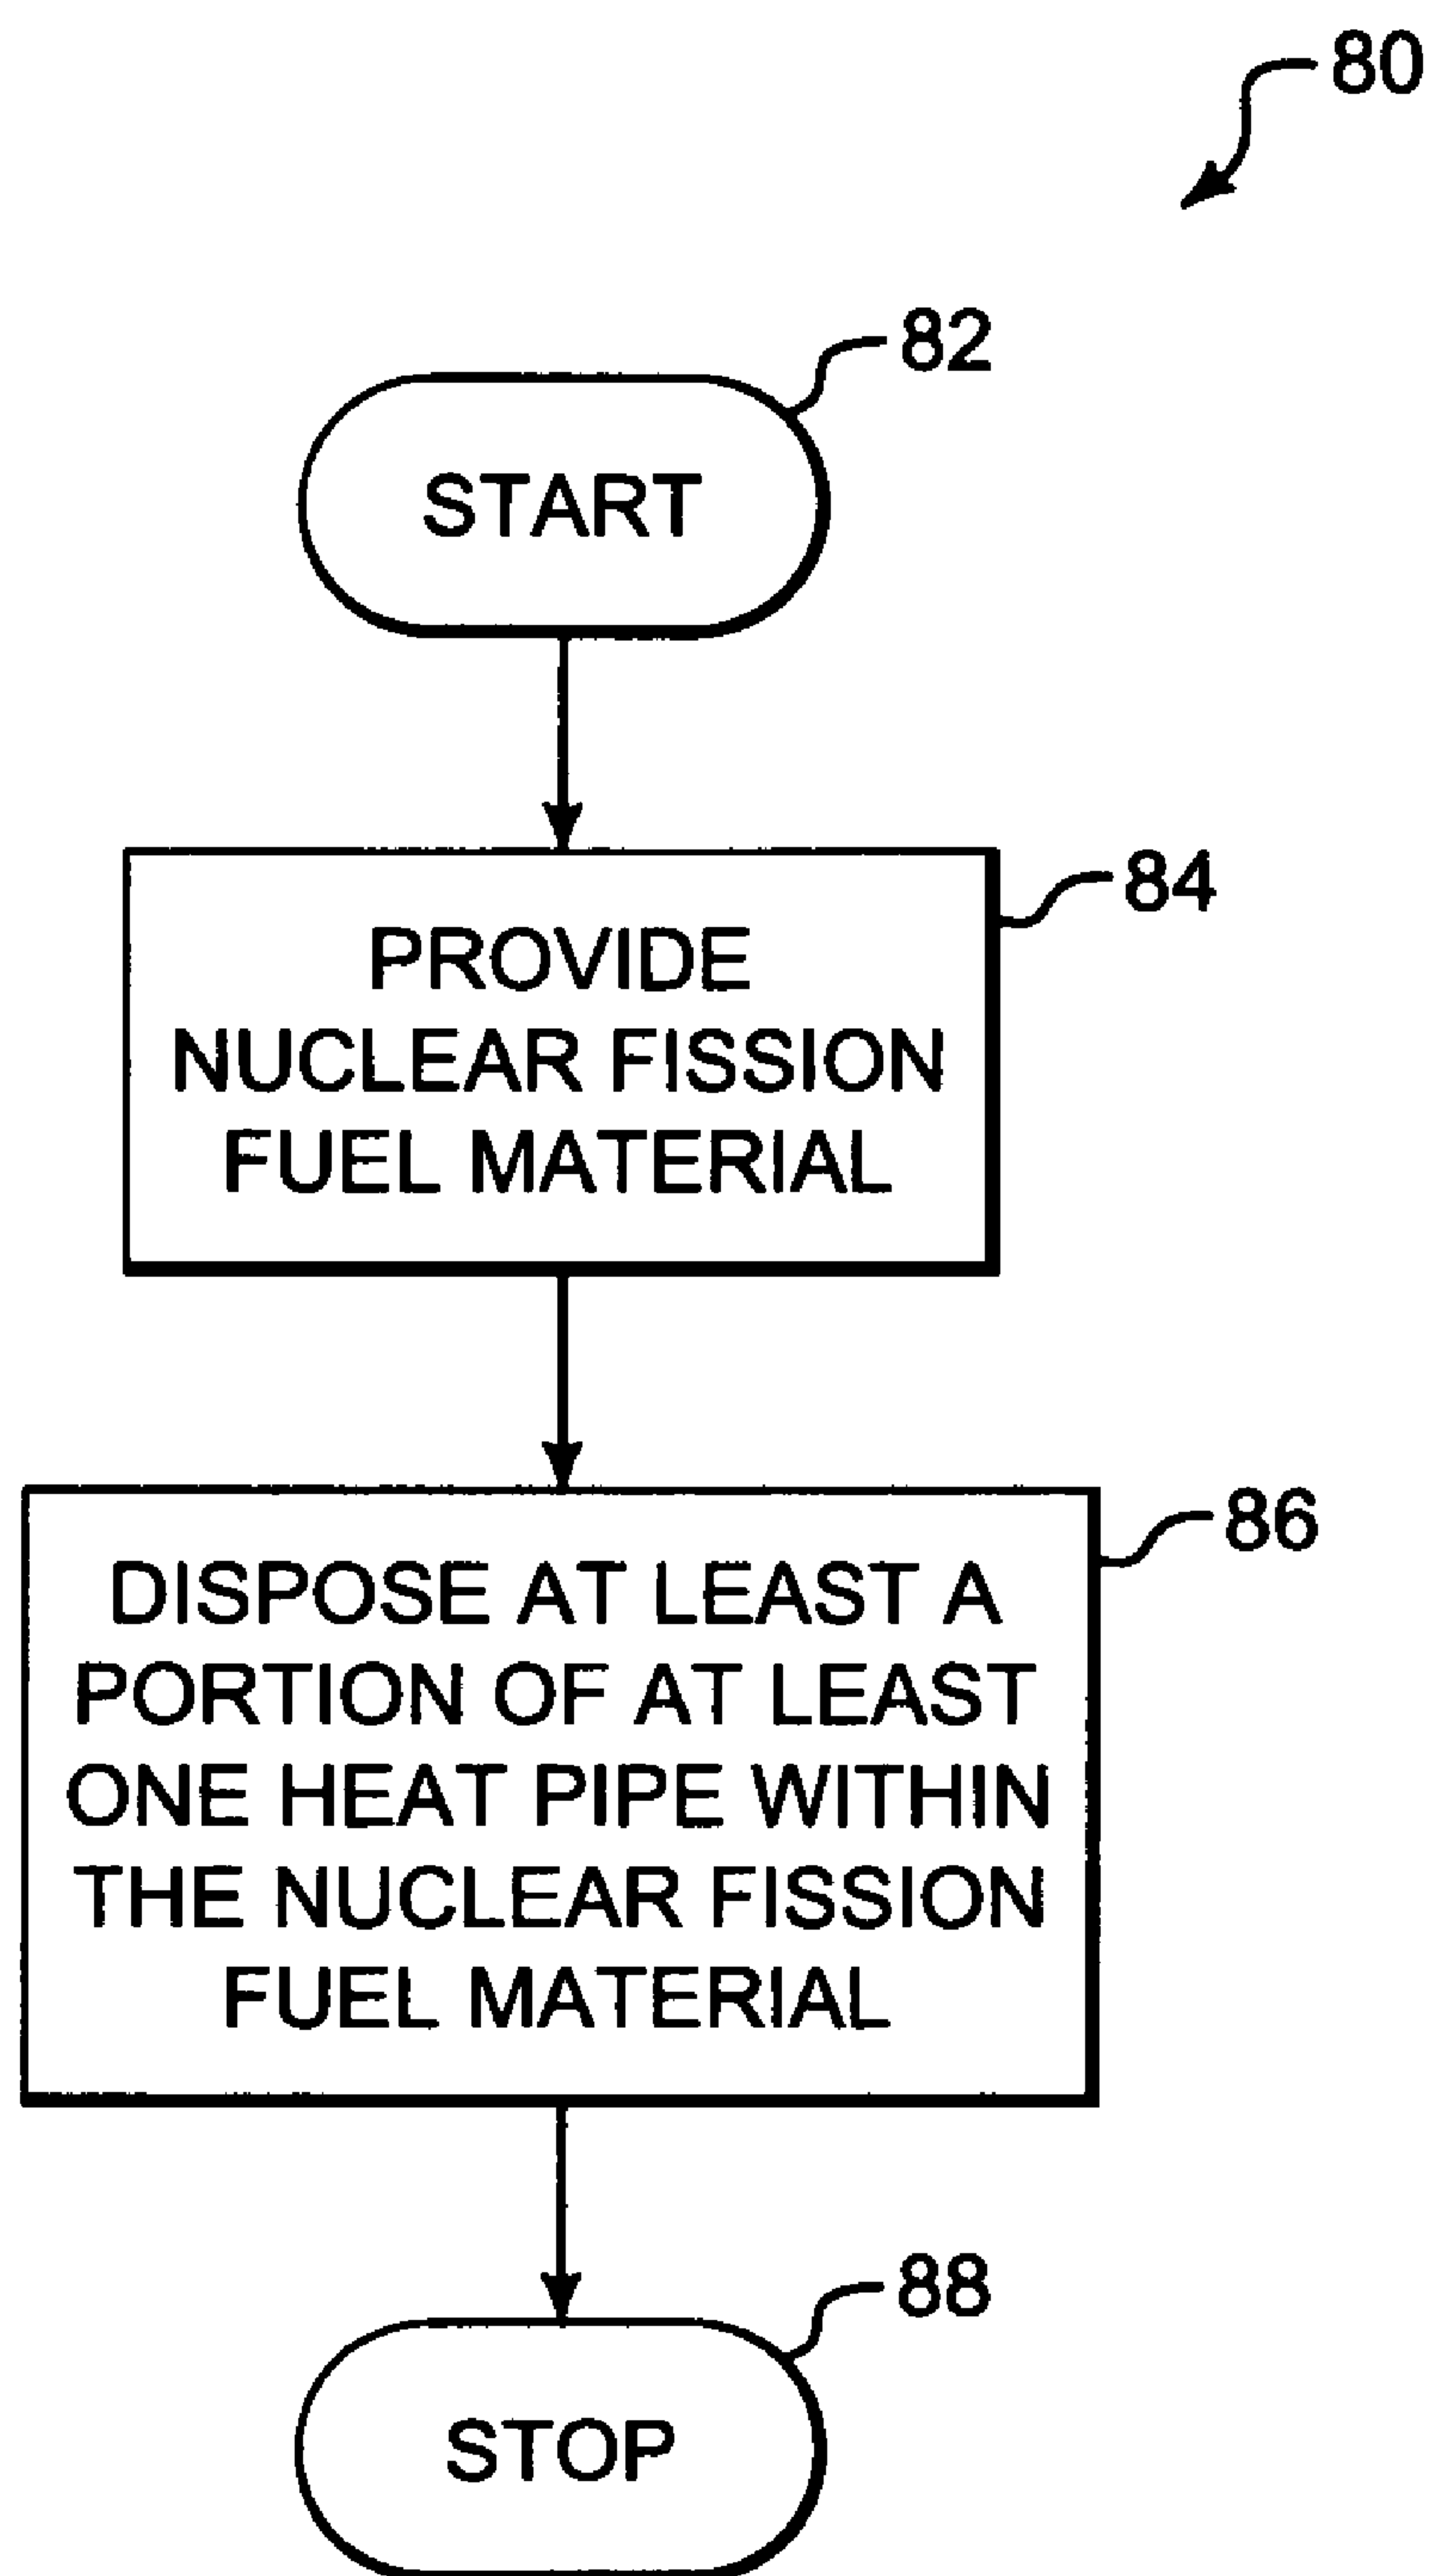 80
82
START
84
PROVIDE
NUCLEAR FISSION
FUEL MATERIAL
86
DISPOSE AT LEAST A
PORTION OF AT LEAST
ONE HEAT PIPE WITHIN
THE NUCLEAR FISSION
FUEL MATERIAL
88
STOP